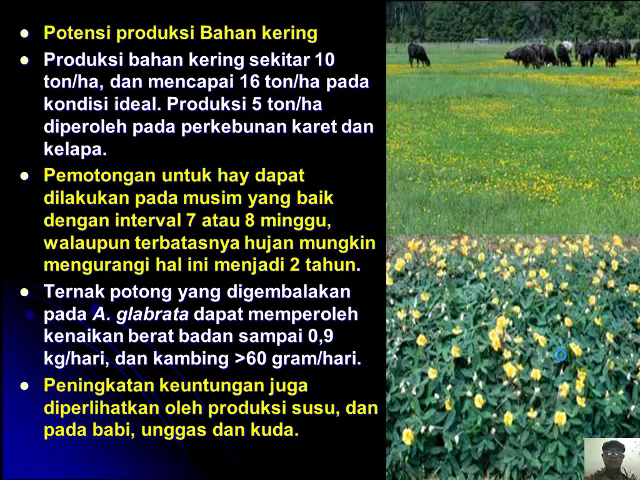 Potensi produksi Bahan kering
Produksi bahan kering sekitar 10
ton/ha, dan mencapai 16 ton/ha pada
kondisi ideal. Produksi 5 ton/ha
diperoleh pada perkebunan karet dan
kelapa.
Pemotongan untuk hay dapat
dilakukan pada musim yang baik
dengan interval 7 atau 8 minggu,
walaupun terbatasnya hujan mungkin
mengurangi hal ini menjadi 2 tahun.
Ternak potong yang digembalakan
pada A. glabrata dapat memperoleh
kenaikan berat badan sampai 0,9
kg/hari, dan kambing >60 gram/hari.
Peningkatan keuntungan juga
diperlihatkan oleh produksi susu, dan
pada babi, unggas dan kuda.